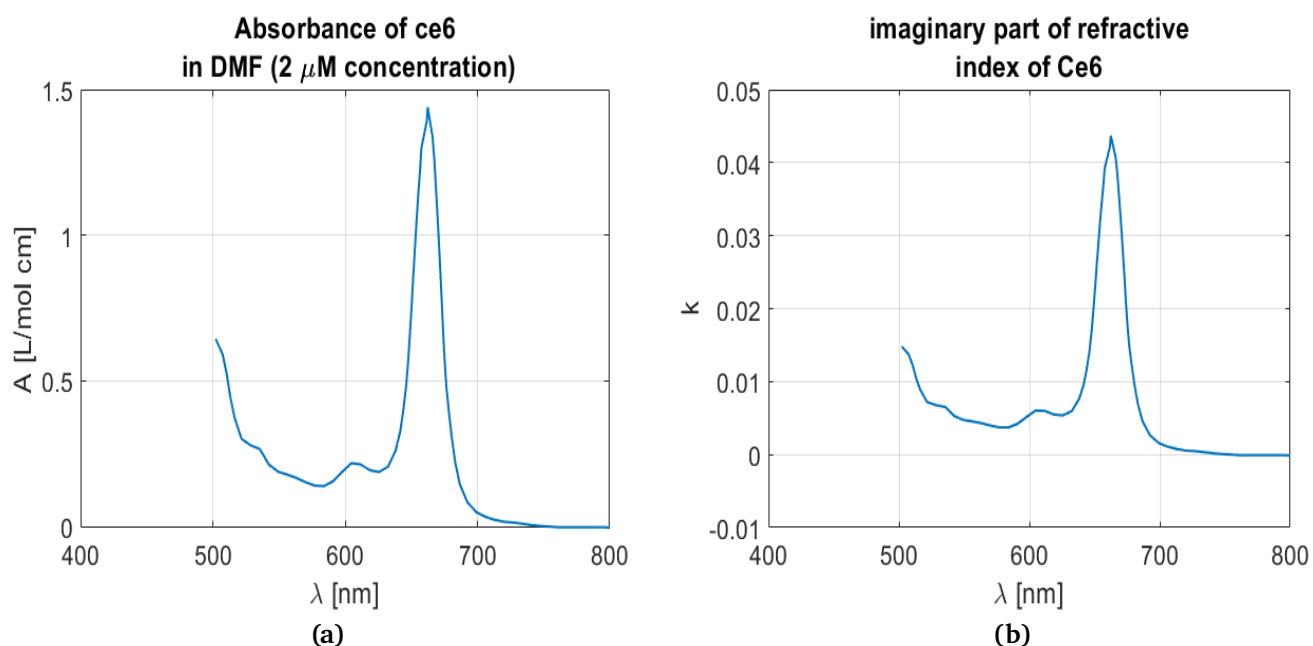 Absorbance of ce6
in DMF (2 μM concentration)
1.5
1
0.5
0
A [L/mol cm]
400
500
600
700
800
λ [nm]
(a)
imaginary part of refractive
index of Ce6
0.05
0.04
0.03
0.02
0.01
0
-0.01
k
400
500
600
700
800
λ [nm]
(b)